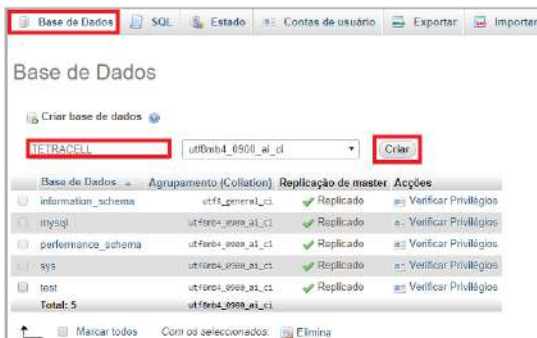 Base de Dados SQL Estado Contas de usuário Exportar Importar
Base de Dados
Criar base de dados
TETRACELL utf8mb4_0900_ai_ci Criar
Base de Dados Agrupamento (Collation) Replicação de master Acções
information_schema utf8_general_ci Replicado Verificar Privilégios
mysql utf8mb4_0900_ai_ci Replicado Verificar Privilégios
performance_schema utf8mb4_0900_ai_ci Replicado Verificar Privilégios
sys utf8mb4_0900_ai_ci Replicado Verificar Privilégios
test utf8mb4_0900_ai_ci Replicado Verificar Privilégios
Total: 5 utf8mb4_0900_ai_ci
Marcar todos Com os seleccionados: Elimina